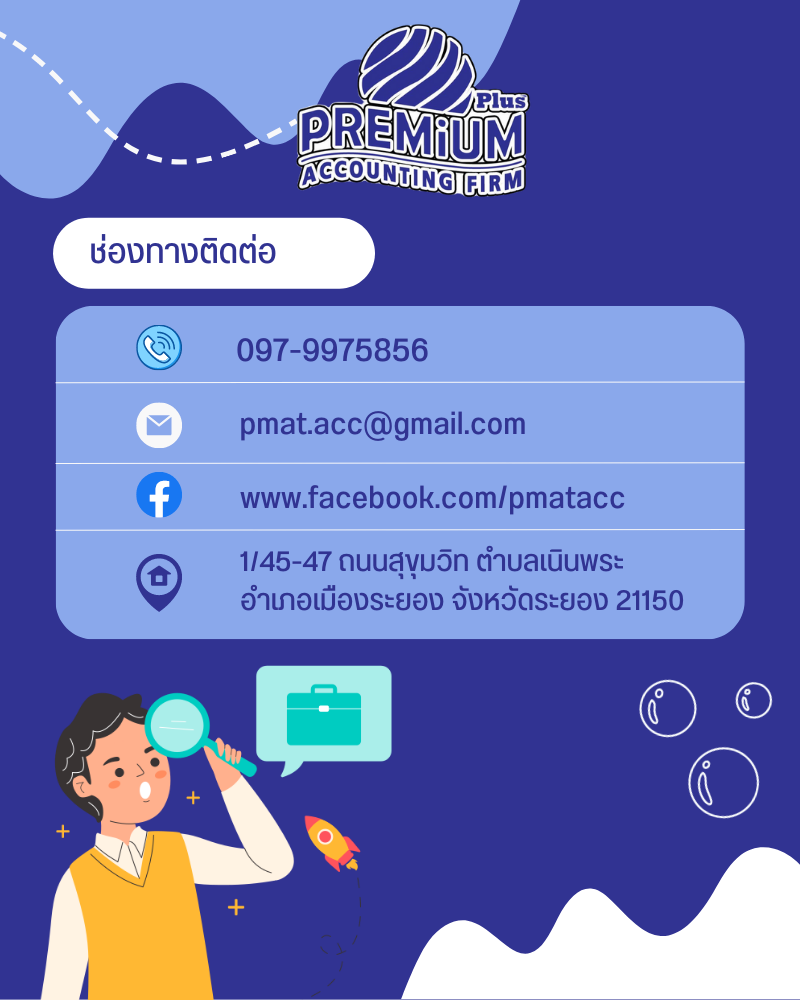 Plus
PREMiUM
ACCOUNTING FIRM
ช่องทางติดต่อ
097-9975856
pmat.acc@gmail.com
www.facebook.com/pmatacc
1/45-47 ถนนสุขุมวิท ตำบลเนินพระ
อำเภอเมืองระยอง จังหวัดระยอง 21150